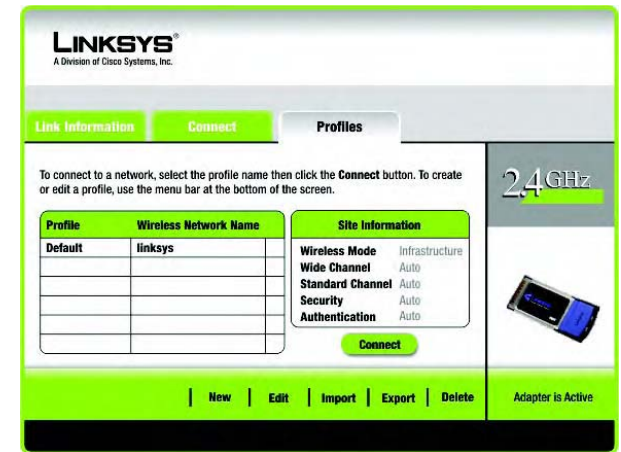 LINKSYS®
A Division of Cisco Systems, Inc.
Link Information Connect Profiles
To connect to a network, select the profile name then click the Connect button. To create
or edit a profile, use the menu bar at the bottom of the screen.
2.4GHz
Profile Wireless Network Name
Default linksys
Site Information
Wireless Mode Infrastructure
Wide Channel Auto
Standard Channel Auto
Security Auto
Authentication Auto
Connect
New Edit Import Export Delete
Adapter is Active